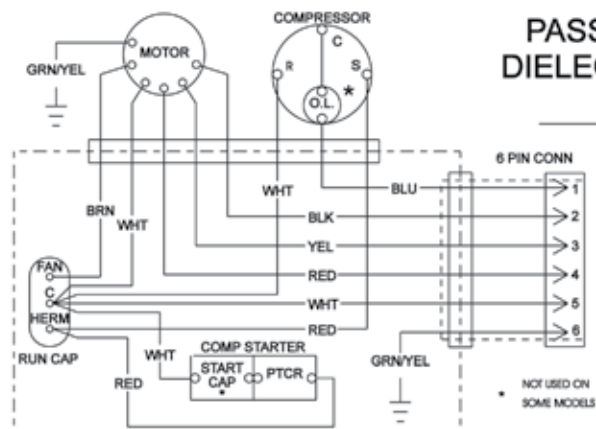 COMPRESSOR
PASS
DIELEC
MOTOR
C
R
S
*
O.L.
GRN/YEL
6 PIN CONN
WHT
BLU
1
BRN
WHT
BLK
2
YEL
3
FAN
RED
4
C
WHT
5
HERM
RED
6
RUN CAP
WHT
COMP STARTER
GRN/YEL
RED
START
CAP
*
PTCR
* NOT USED ON
SOME MODELS